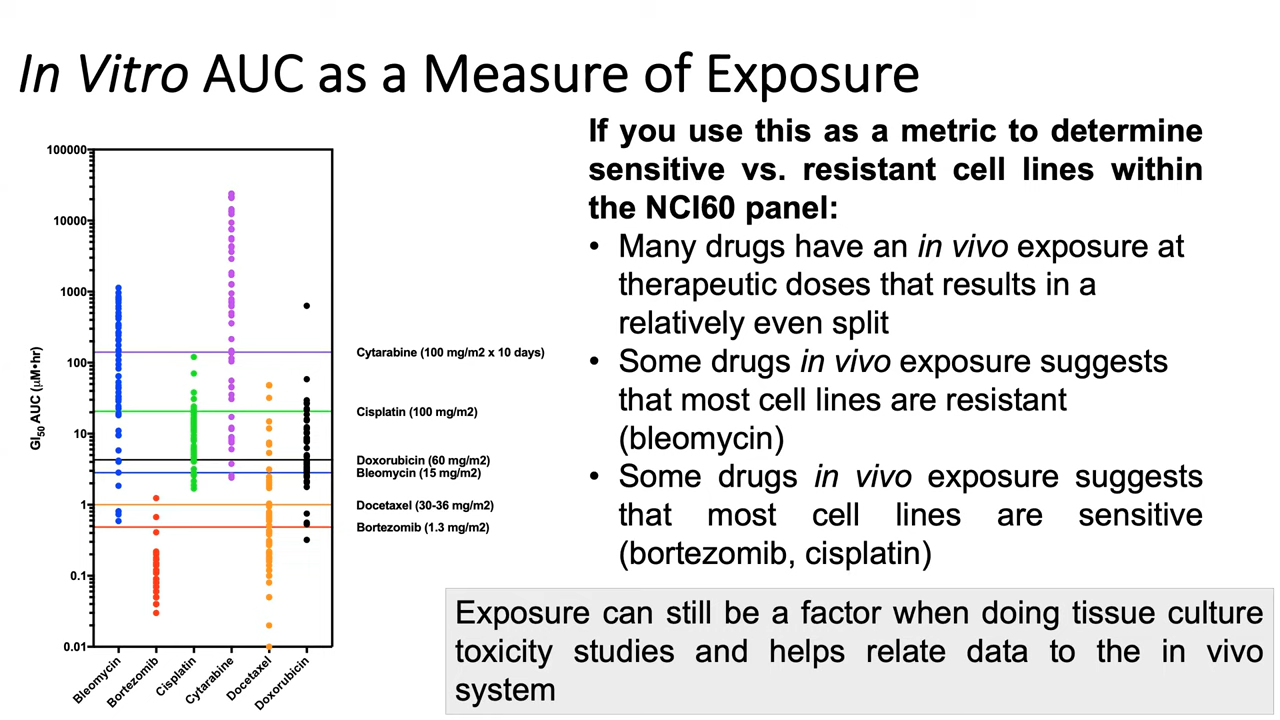 In Vitro AUC as a Measure of Exposure
If you use this as a metric to determine
sensitive vs. resistant cell lines within
the NCI60 panel:
• Many drugs have an in vivo exposure at
therapeutic doses that results in a
relatively even split
• Some drugs in vivo exposure suggests
that most cell lines are resistant
(bleomycin)
• Some drugs in vivo exposure suggests
that most cell lines are sensitive
(bortezomib, cisplatin)
Exposure can still be a factor when doing tissue culture
toxicity studies and helps relate data to the in vivo
system
GI50 AUC (µM•hr)
100000
10000
1000
100
10
1
0.1
0.01
Cytarabine (100 mg/m2 x 10 days)
Cisplatin (100 mg/m2)
Doxorubicin (60 mg/m2)
Bleomycin (15 mg/m2)
Docetaxel (30-36 mg/m2)
Bortezomib (1.3 mg/m2)
Bleomycin
Bortezomib
Cisplatin
Cytarabine
Docetaxel
Doxorubicin